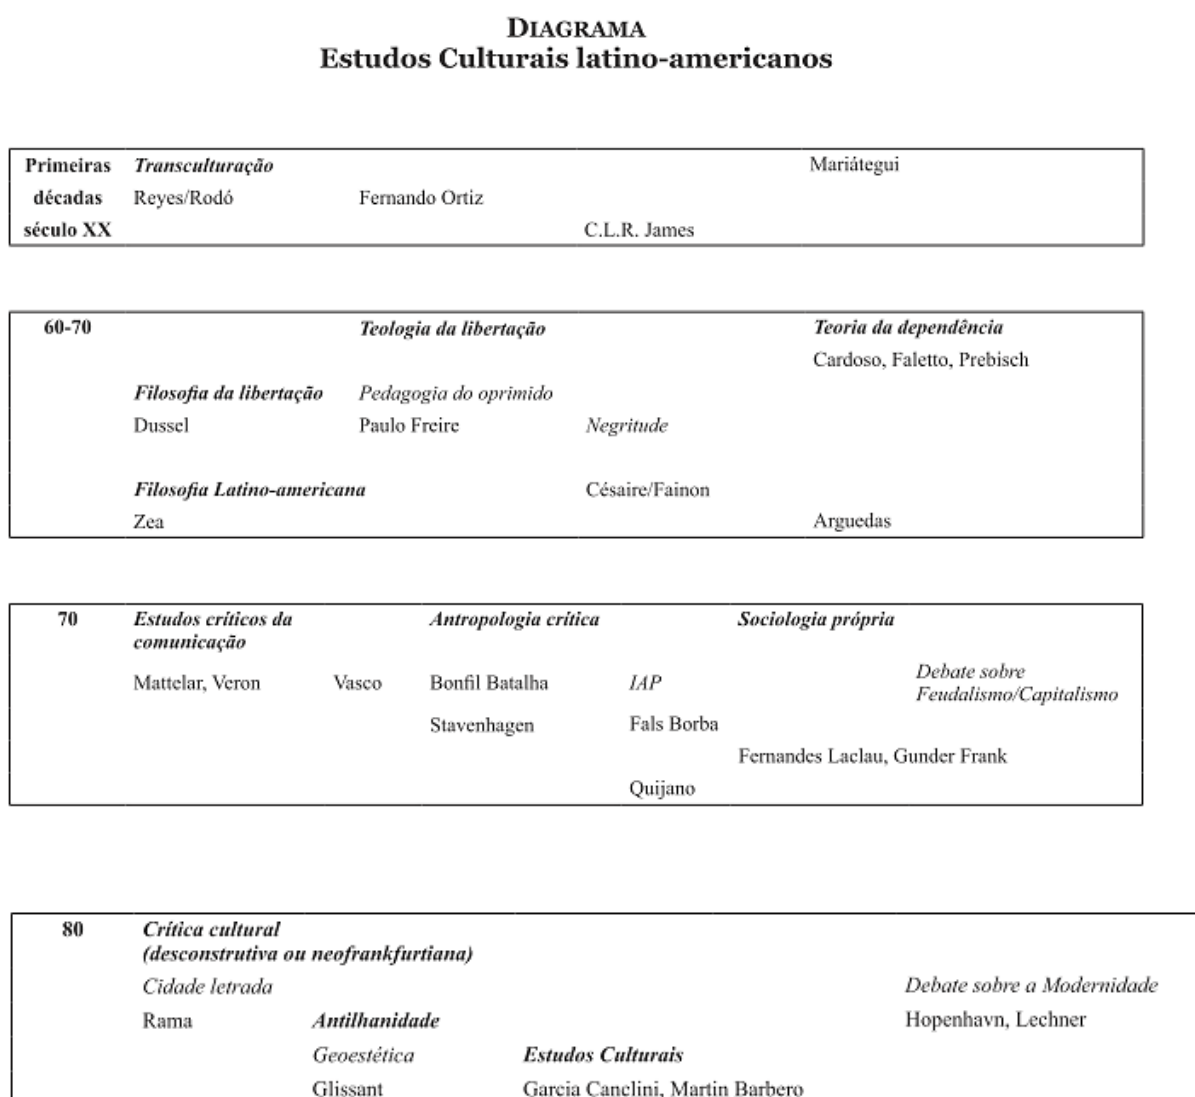 DIAGRAMA
Estudos Culturais latino-americanos
Primeiras Transculturação Mariátegui
décadas Reyes/Rodó Fernando Ortiz
século XX C.L.R. James
60-70 Teologia da libertação Teoria da dependência
Cardoso, Faletto, Prebisch
Filosofia da libertação Pedagogia do oprimido
Dussel Paulo Freire Negritude
Filosofia Latino-americana Césaire/Fainon
Zea Arguedas
70 Estudos críticos da Antropologia crítica Sociologia própria
comunicação
Debate sobre
Mattelar, Veron Vasco Bonfil Batalha IAP
Feudalismo/Capitalismo
Stavenhagen Fals Borba
Fernandes Laclau, Gunder Frank
Quijano
80 Crítica cultural
(desconstrutiva ou neofrankfurtiana)
Cidade letrada Debate sobre a Modernidade
Rama Antilhanidade Hopenhavn, Lechner
Geoestética Estudos Culturais
Glissant Garcia Canclini, Martin Barbero